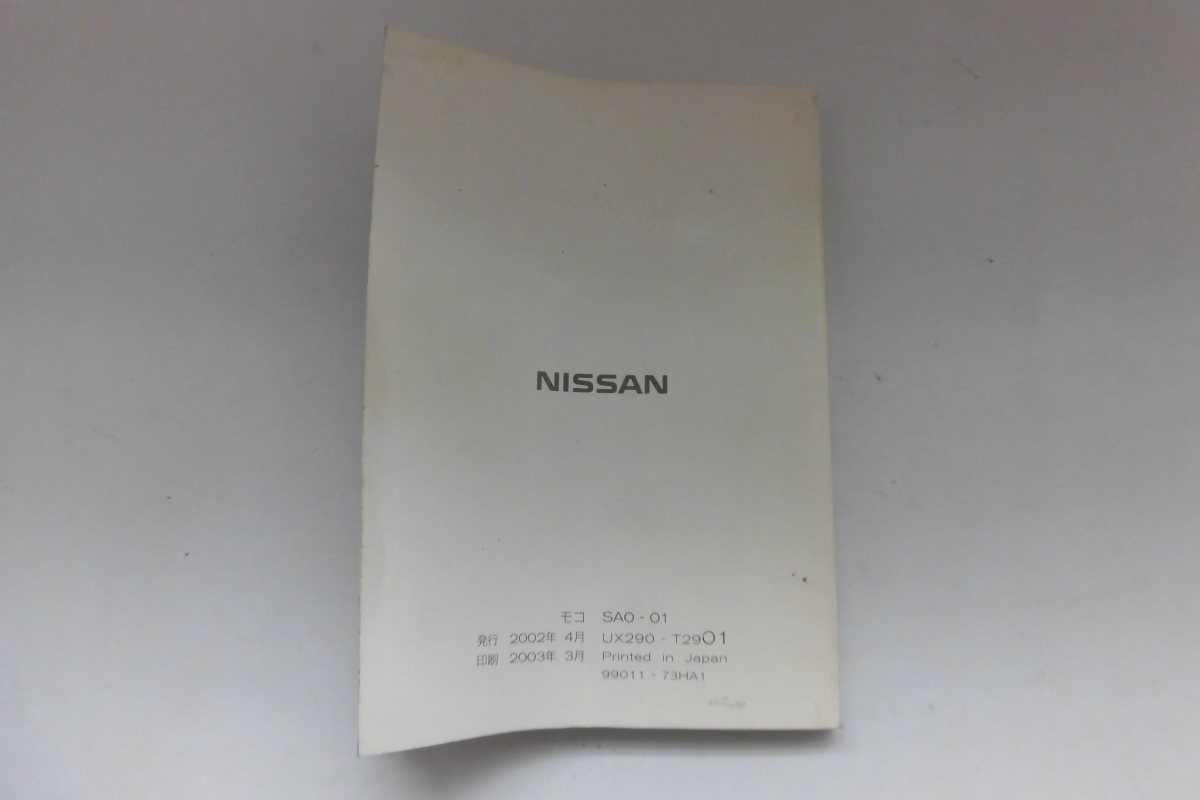 NISSAN
モコ SA0 - 01
発行 2002年 4月 UX290 - T2901
印刷 2003年 3月 Printed in Japan
99011 - 73HA1